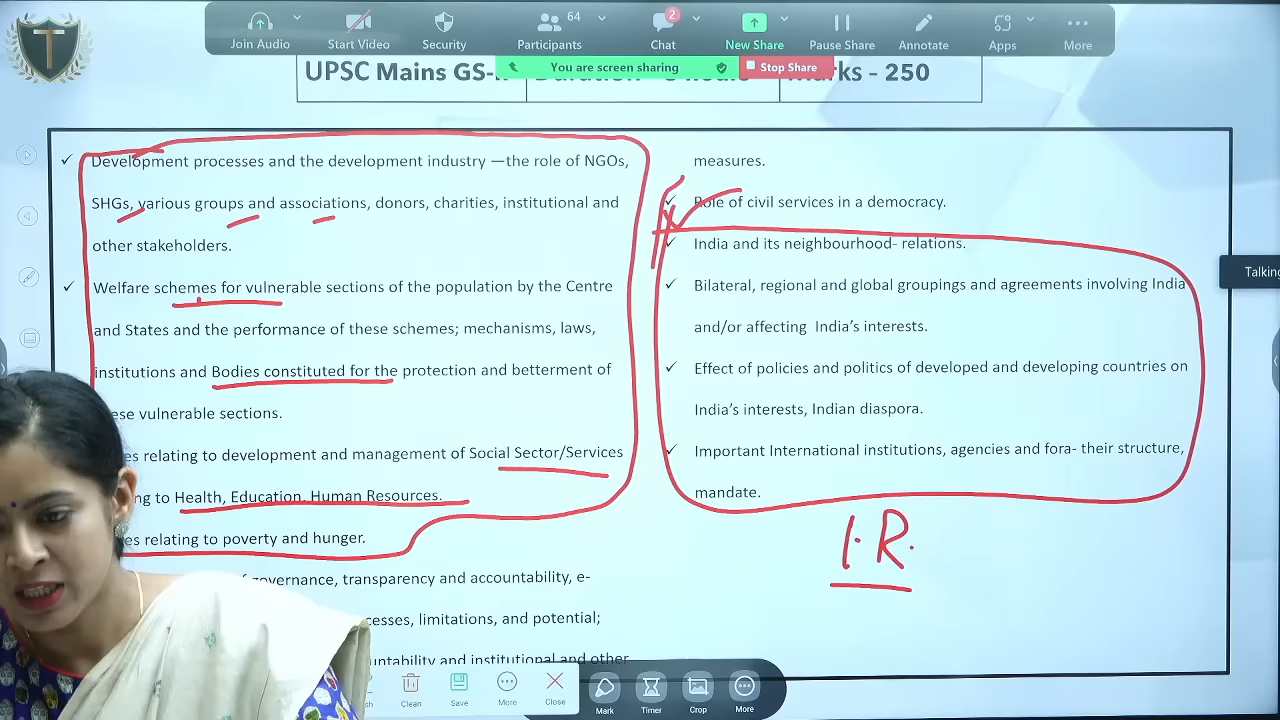 T
64
2
Join Audio
Start Video
Security
Participants
Chat
New Share
Pause Share
Annotate
Apps
More
You are screen sharing
Stop Share
UPSC Mains GS-
ks - 250
Development processes and the development industry —the role of NGOs,
SHGs, various groups and associations, donors, charities, institutional and
other stakeholders.
Welfare schemes for vulnerable sections of the population by the Centre
and States and the performance of these schemes; mechanisms, laws,
institutions and Bodies constituted for the protection and betterment of
ese vulnerable sections.
es relating to development and management of Social Sector/Services
ng to Health, Education, Human Resources.
es relating to poverty and hunger.
governance, transparency and accountability, e-
cesses, limitations, and potential;
untability and institutional and other
measures.
Role of civil services in a democracy.
India and its neighbourhood- relations.
Bilateral, regional and global groupings and agreements involving India
and/or affecting India's interests.
Effect of policies and politics of developed and developing countries on
India's interests, Indian diaspora.
Important International institutions, agencies and fora- their structure,
mandate.
I.R.
Talking
Clean
Save
More
Close
Mark
Timer
Crop
More